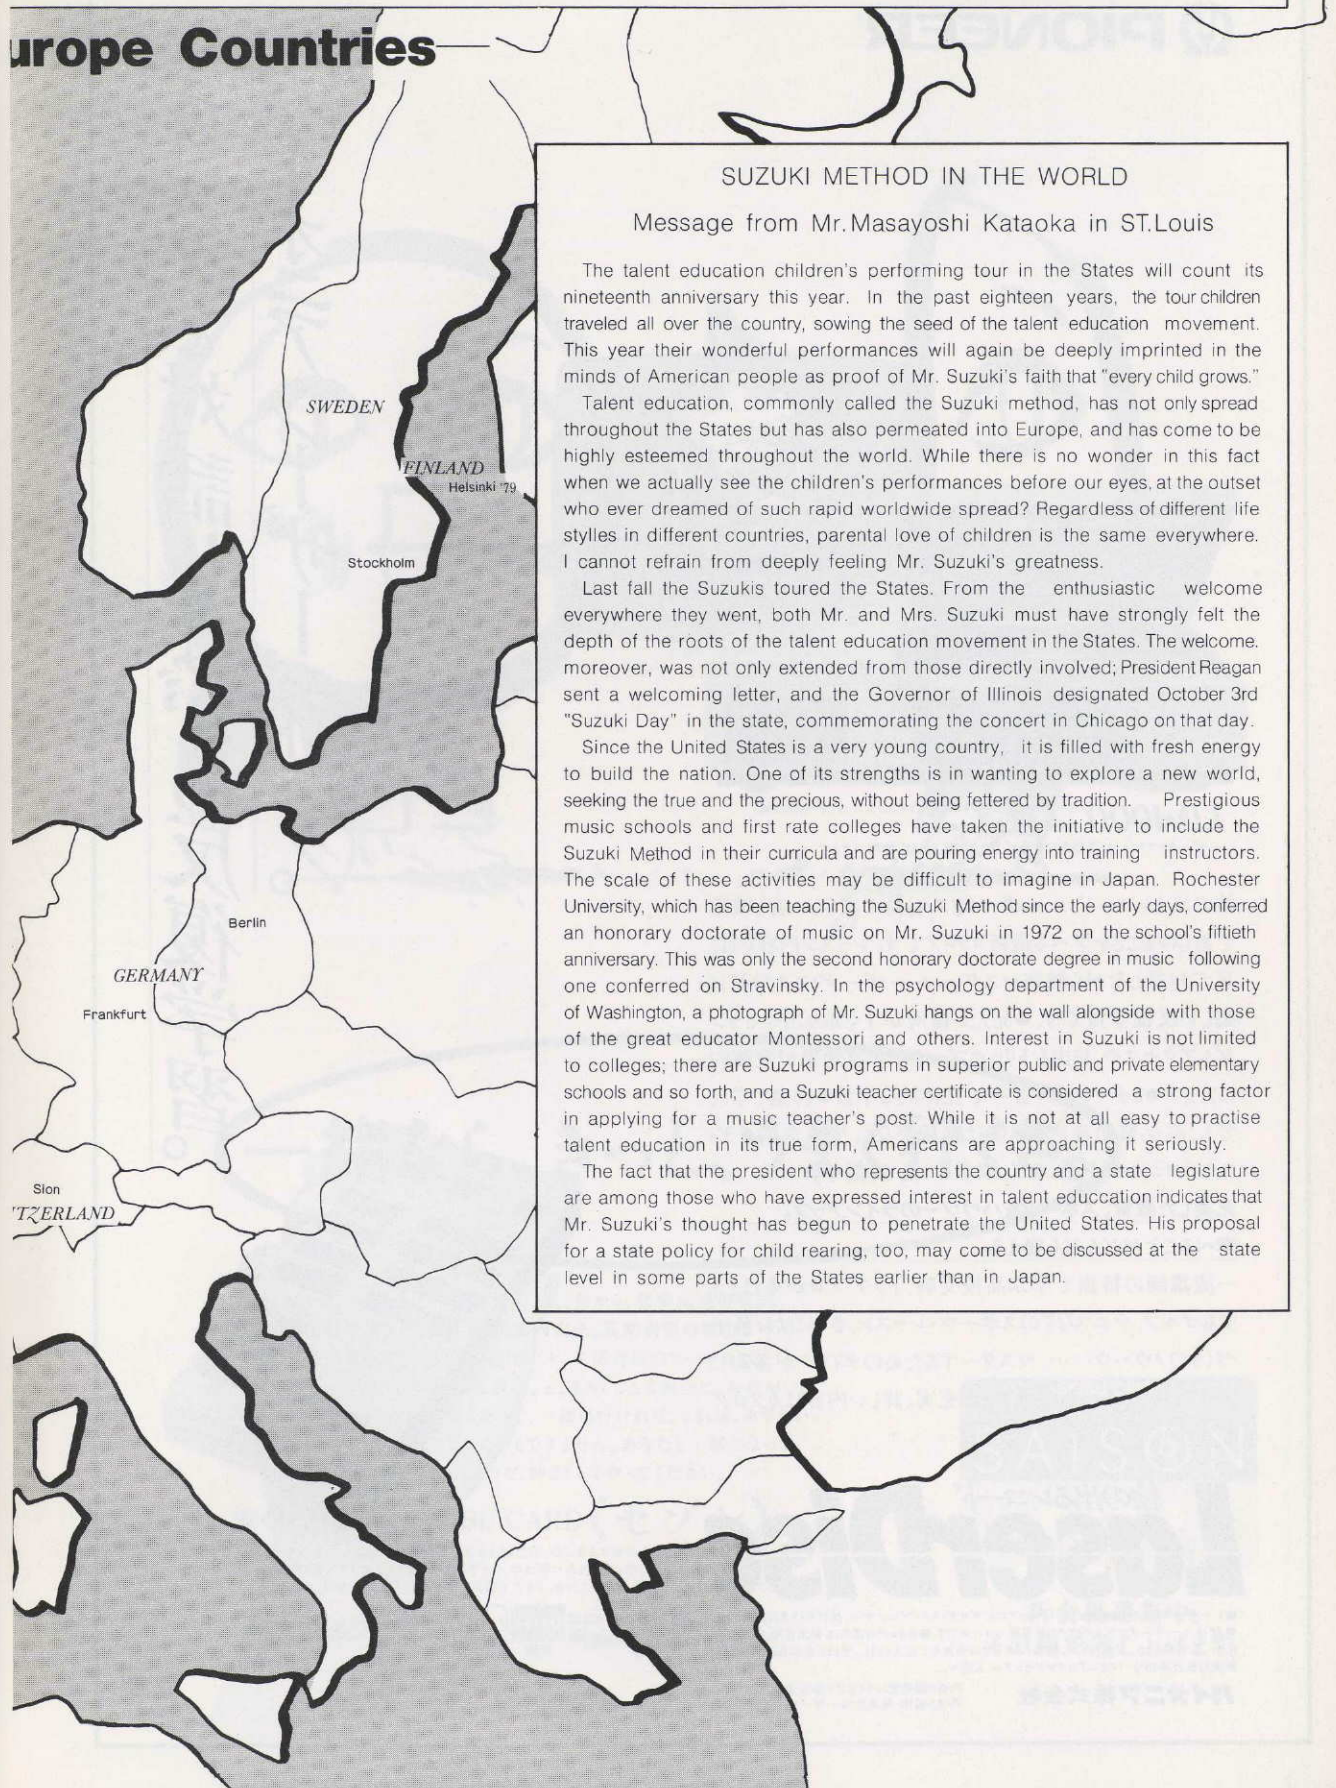 urope Countries
SWEDEN
FINLAND
Helsinki '79
Stockholm
Berlin
GERMANY
Frankfurt
Sion
TZERLAND
SUZUKI METHOD IN THE WORLD
Message from Mr. Masayoshi Kataoka in ST.Louis
The talent education children's performing tour in the States will count its
nineteenth anniversary this year. In the past eighteen years, the tour children
traveled all over the country, sowing the seed of the talent education movement.
This year their wonderful performances will again be deeply imprinted in the
minds of American people as proof of Mr. Suzuki's faith that "every child grows."
Talent education, commonly called the Suzuki method, has not only spread
throughout the States but has also permeated into Europe, and has come to be
highly esteemed throughout the world. While there is no wonder in this fact
when we actually see the children's performances before our eyes, at the outset
who ever dreamed of such rapid worldwide spread? Regardless of different life
stylles in different countries, parental love of children is the same everywhere.
I cannot refrain from deeply feeling Mr. Suzuki's greatness.
Last fall the Suzukis toured the States. From the enthusiastic welcome
everywhere they went, both Mr. and Mrs. Suzuki must have strongly felt the
depth of the roots of the talent education movement in the States. The welcome.
moreover, was not only extended from those directly involved; President Reagan
sent a welcoming letter, and the Governor of Illinois designated October 3rd
"Suzuki Day" in the state, commemorating the concert in Chicago on that day.
Since the United States is a very young country, it is filled with fresh energy
to build the nation. One of its strengths is in wanting to explore a new world,
seeking the true and the precious, without being fettered by tradition. Prestigious
music schools and first rate colleges have taken the initiative to include the
Suzuki Method in their curricula and are pouring energy into training instructors.
The scale of these activities may be difficult to imagine in Japan. Rochester
University, which has been teaching the Suzuki Method since the early days, conferred
an honorary doctorate of music on Mr. Suzuki in 1972 on the school's fiftieth
anniversary. This was only the second honorary doctorate degree in music following
one conferred on Stravinsky. In the psychology department of the University
of Washington, a photograph of Mr. Suzuki hangs on the wall alongside with those
of the great educator Montessori and others. Interest in Suzuki is not limited
to colleges; there are Suzuki programs in superior public and private elementary
schools and so forth, and a Suzuki teacher certificate is considered a strong factor
in applying for a music teacher's post. While it is not at all easy to practise
talent education in its true form, Americans are approaching it seriously.
The fact that the president who represents the country and a state legislature
are among those who have expressed interest in talent educcation indicates that
Mr. Suzuki's thought has begun to penetrate the United States. His proposal
for a state policy for child rearing, too, may come to be discussed at the state
level in some parts of the States earlier than in Japan.